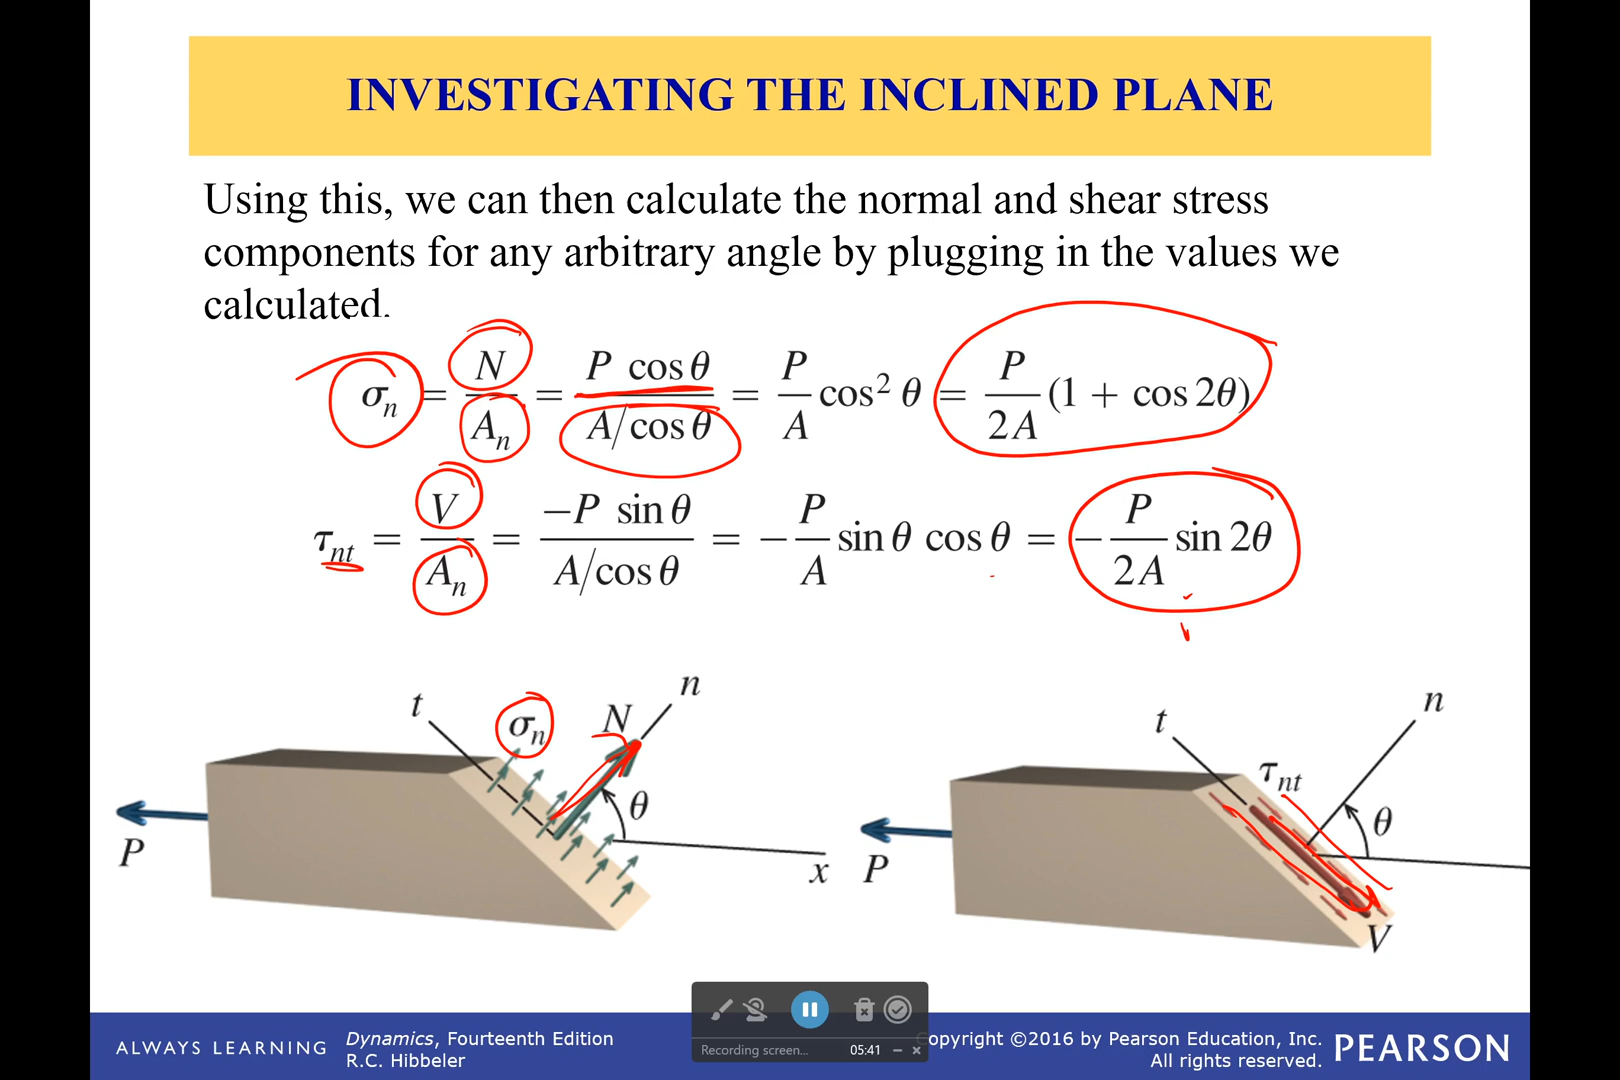 INVESTIGATING THE INCLINED PLANE
Using this, we can then calculate the normal and shear stress
components for any arbitrary angle by plugging in the values we
calculated.
σn = N/An = P cos θ / (A/cos θ) = P/A cos² θ = P/2A (1 + cos 2θ)
τnt = V/An = −P sin θ / (A/cos θ) = −P/A sin θ cos θ = −P/2A sin 2θ
t
σn
N
n
θ
P
x
t
τnt
n
θ
P
V
ALWAYS LEARNING
Dynamics, Fourteenth Edition
R.C. Hibbeler
Recording screen...
05:41
opyright ©2016 by Pearson Education, Inc.
All rights reserved.
PEARSON